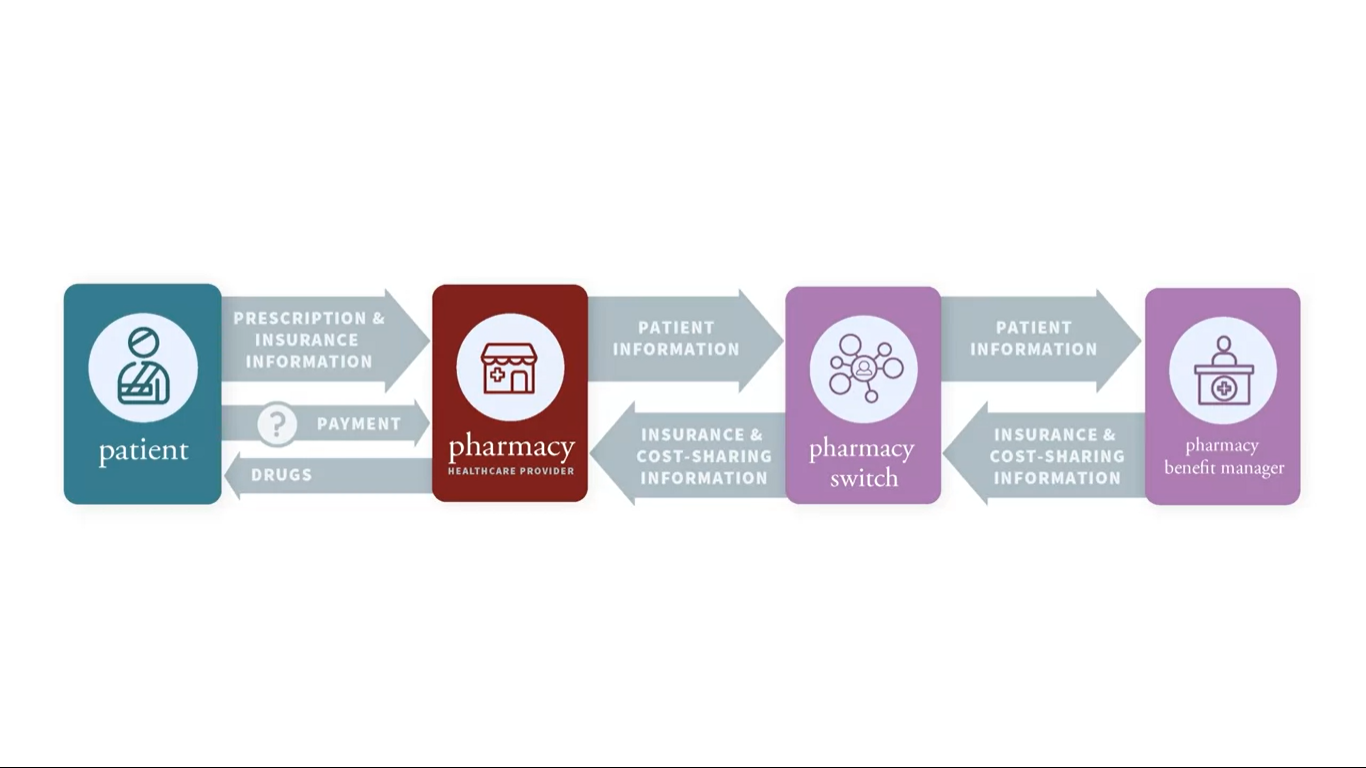 PRESCRIPTION &
INSURANCE
INFORMATION
?
PAYMENT
DRUGS
patient
pharmacy
HEALTHCARE PROVIDER
PATIENT
INFORMATION
INSURANCE &
COST-SHARING
INFORMATION
pharmacy
switch
PATIENT
INFORMATION
INSURANCE &
COST-SHARING
INFORMATION
pharmacy
benefit manager